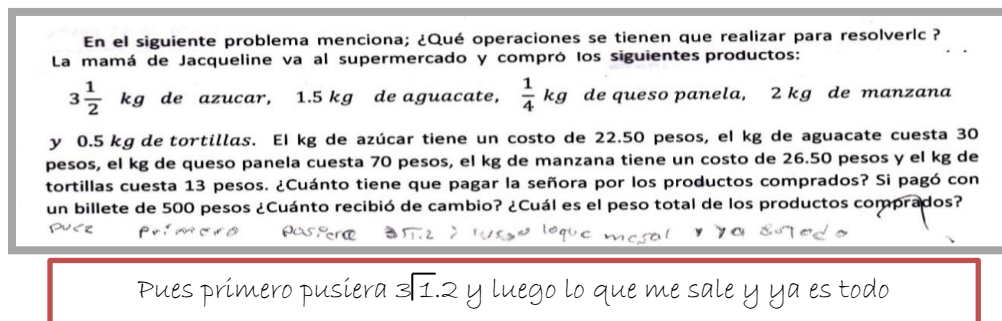 En el siguiente problema menciona; ¿Qué operaciones se tienen que realizar para resolverlc ?
La mamá de Jacqueline va al supermercado y compró los siguientes productos:
3 1/2 kg de azucar, 1.5 kg de aguacate, 1/4 kg de queso panela, 2 kg de manzana
y 0.5 kg de tortillas. El kg de azúcar tiene un costo de 22.50 pesos, el kg de aguacate cuesta 30
pesos, el kg de queso panela cuesta 70 pesos, el kg de manzana tiene un costo de 26.50 pesos y el kg de
tortillas cuesta 13 pesos. ¿Cuánto tiene que pagar la señora por los productos comprados? Si pagó con
un billete de 500 pesos ¿Cuánto recibió de cambio? ¿Cuál es el peso total de los productos comprados?
puez primero loque mesal y ya
Pues primero pusiera 3⟌1.2 y luego lo que me sale y ya es todo